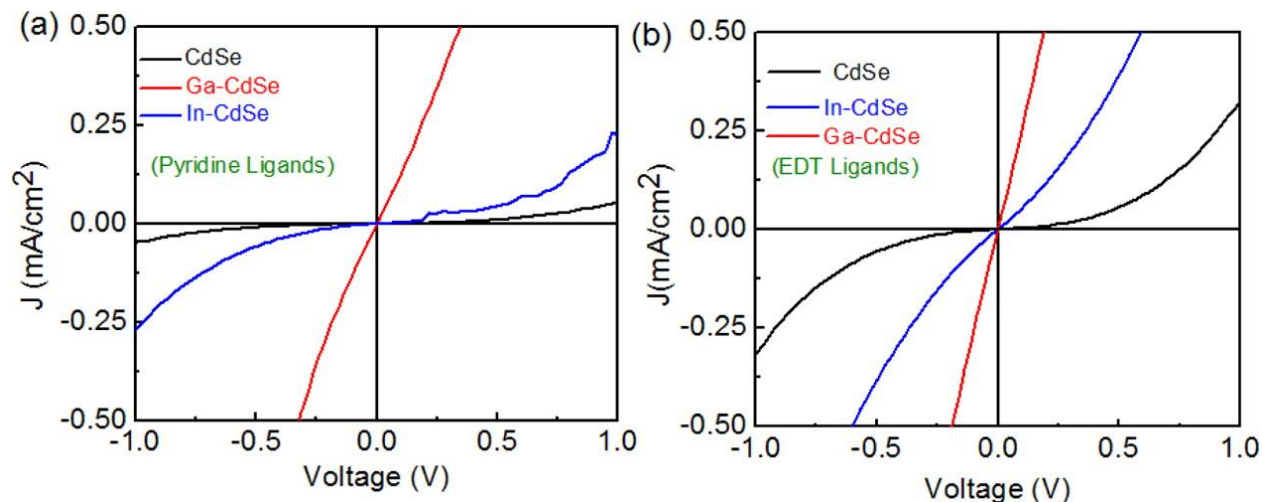 (a)
0.50
0.25
0.00
-0.25
-0.50
J (mA/cm²)
CdSe
Ga-CdSe
In-CdSe
(Pyridine Ligands)
-1.0 -0.5 0.0 0.5 1.0
Voltage (V)
(b)
0.50
0.25
0.00
-0.25
-0.50
J(mA/cm²)
CdSe
In-CdSe
Ga-CdSe
(EDT Ligands)
-1.0 -0.5 0.0 0.5 1.0
Voltage (V)